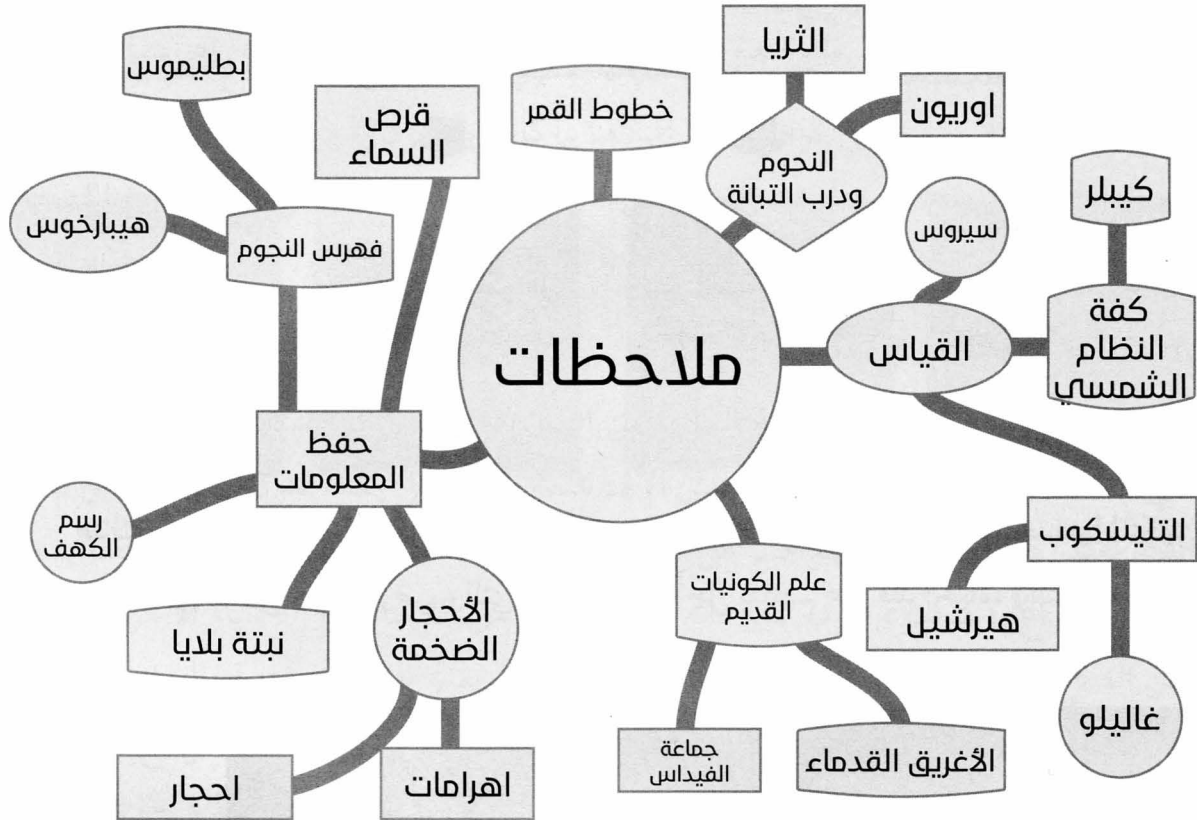 ملاحظات
خطوط القمر
الثريا
اوريون
النحوم
ودرب التبانة
سيروس
كيبلر
كفة
النظام
الشمسي
القياس
التليسكوب
هيرشيل
غاليلو
علم الكونيات
القديم
جماعة
الفيداس
الأغريق القدماء
حفظ
المعلومات
قرص
السماء
فهرس النجوم
بطليموس
هيبارخوس
رسم
الكهف
نبتة بلايا
الأحجار
الضخمة
احجار
اهرامات